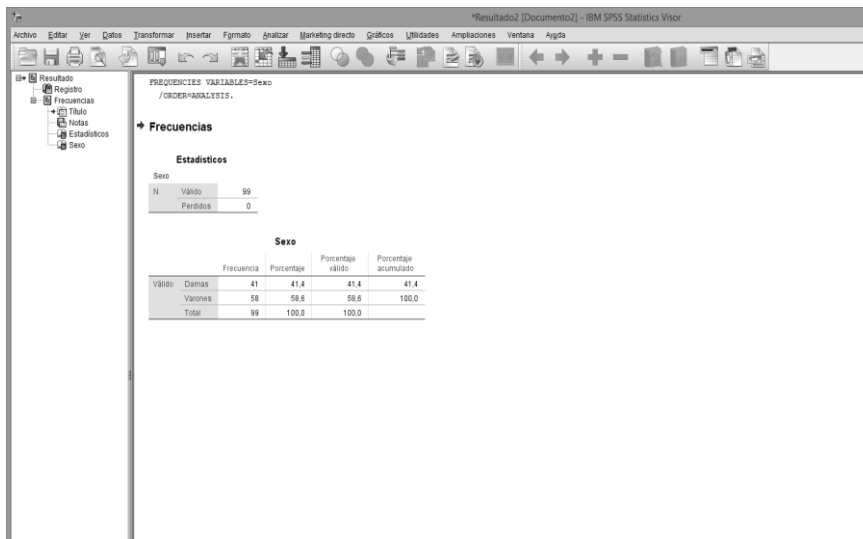 *Resultado2 [Documento2] - IBM SPSS Statistics Visor
Archivo Editar Ver Datos Transformar Insertar Formato Analizar Marketing directo Gráficos Utilidades Ampliaciones Ventana Ayuda
Resultado
Registro
Frecuencias
Título
Notas
Estadísticos
Sexo
FREQUENCIES VARIABLES=Sexo
/ORDER=ANALYSIS.
Frecuencias
Estadísticos
Sexo
N Válido 99
Perdidos 0
Sexo
Frecuencia Porcentaje Porcentaje válido Porcentaje acumulado
Válido Damas 41 41,4 41,4 41,4
Varones 58 58,6 58,6 100,0
Total 99 100,0 100,0